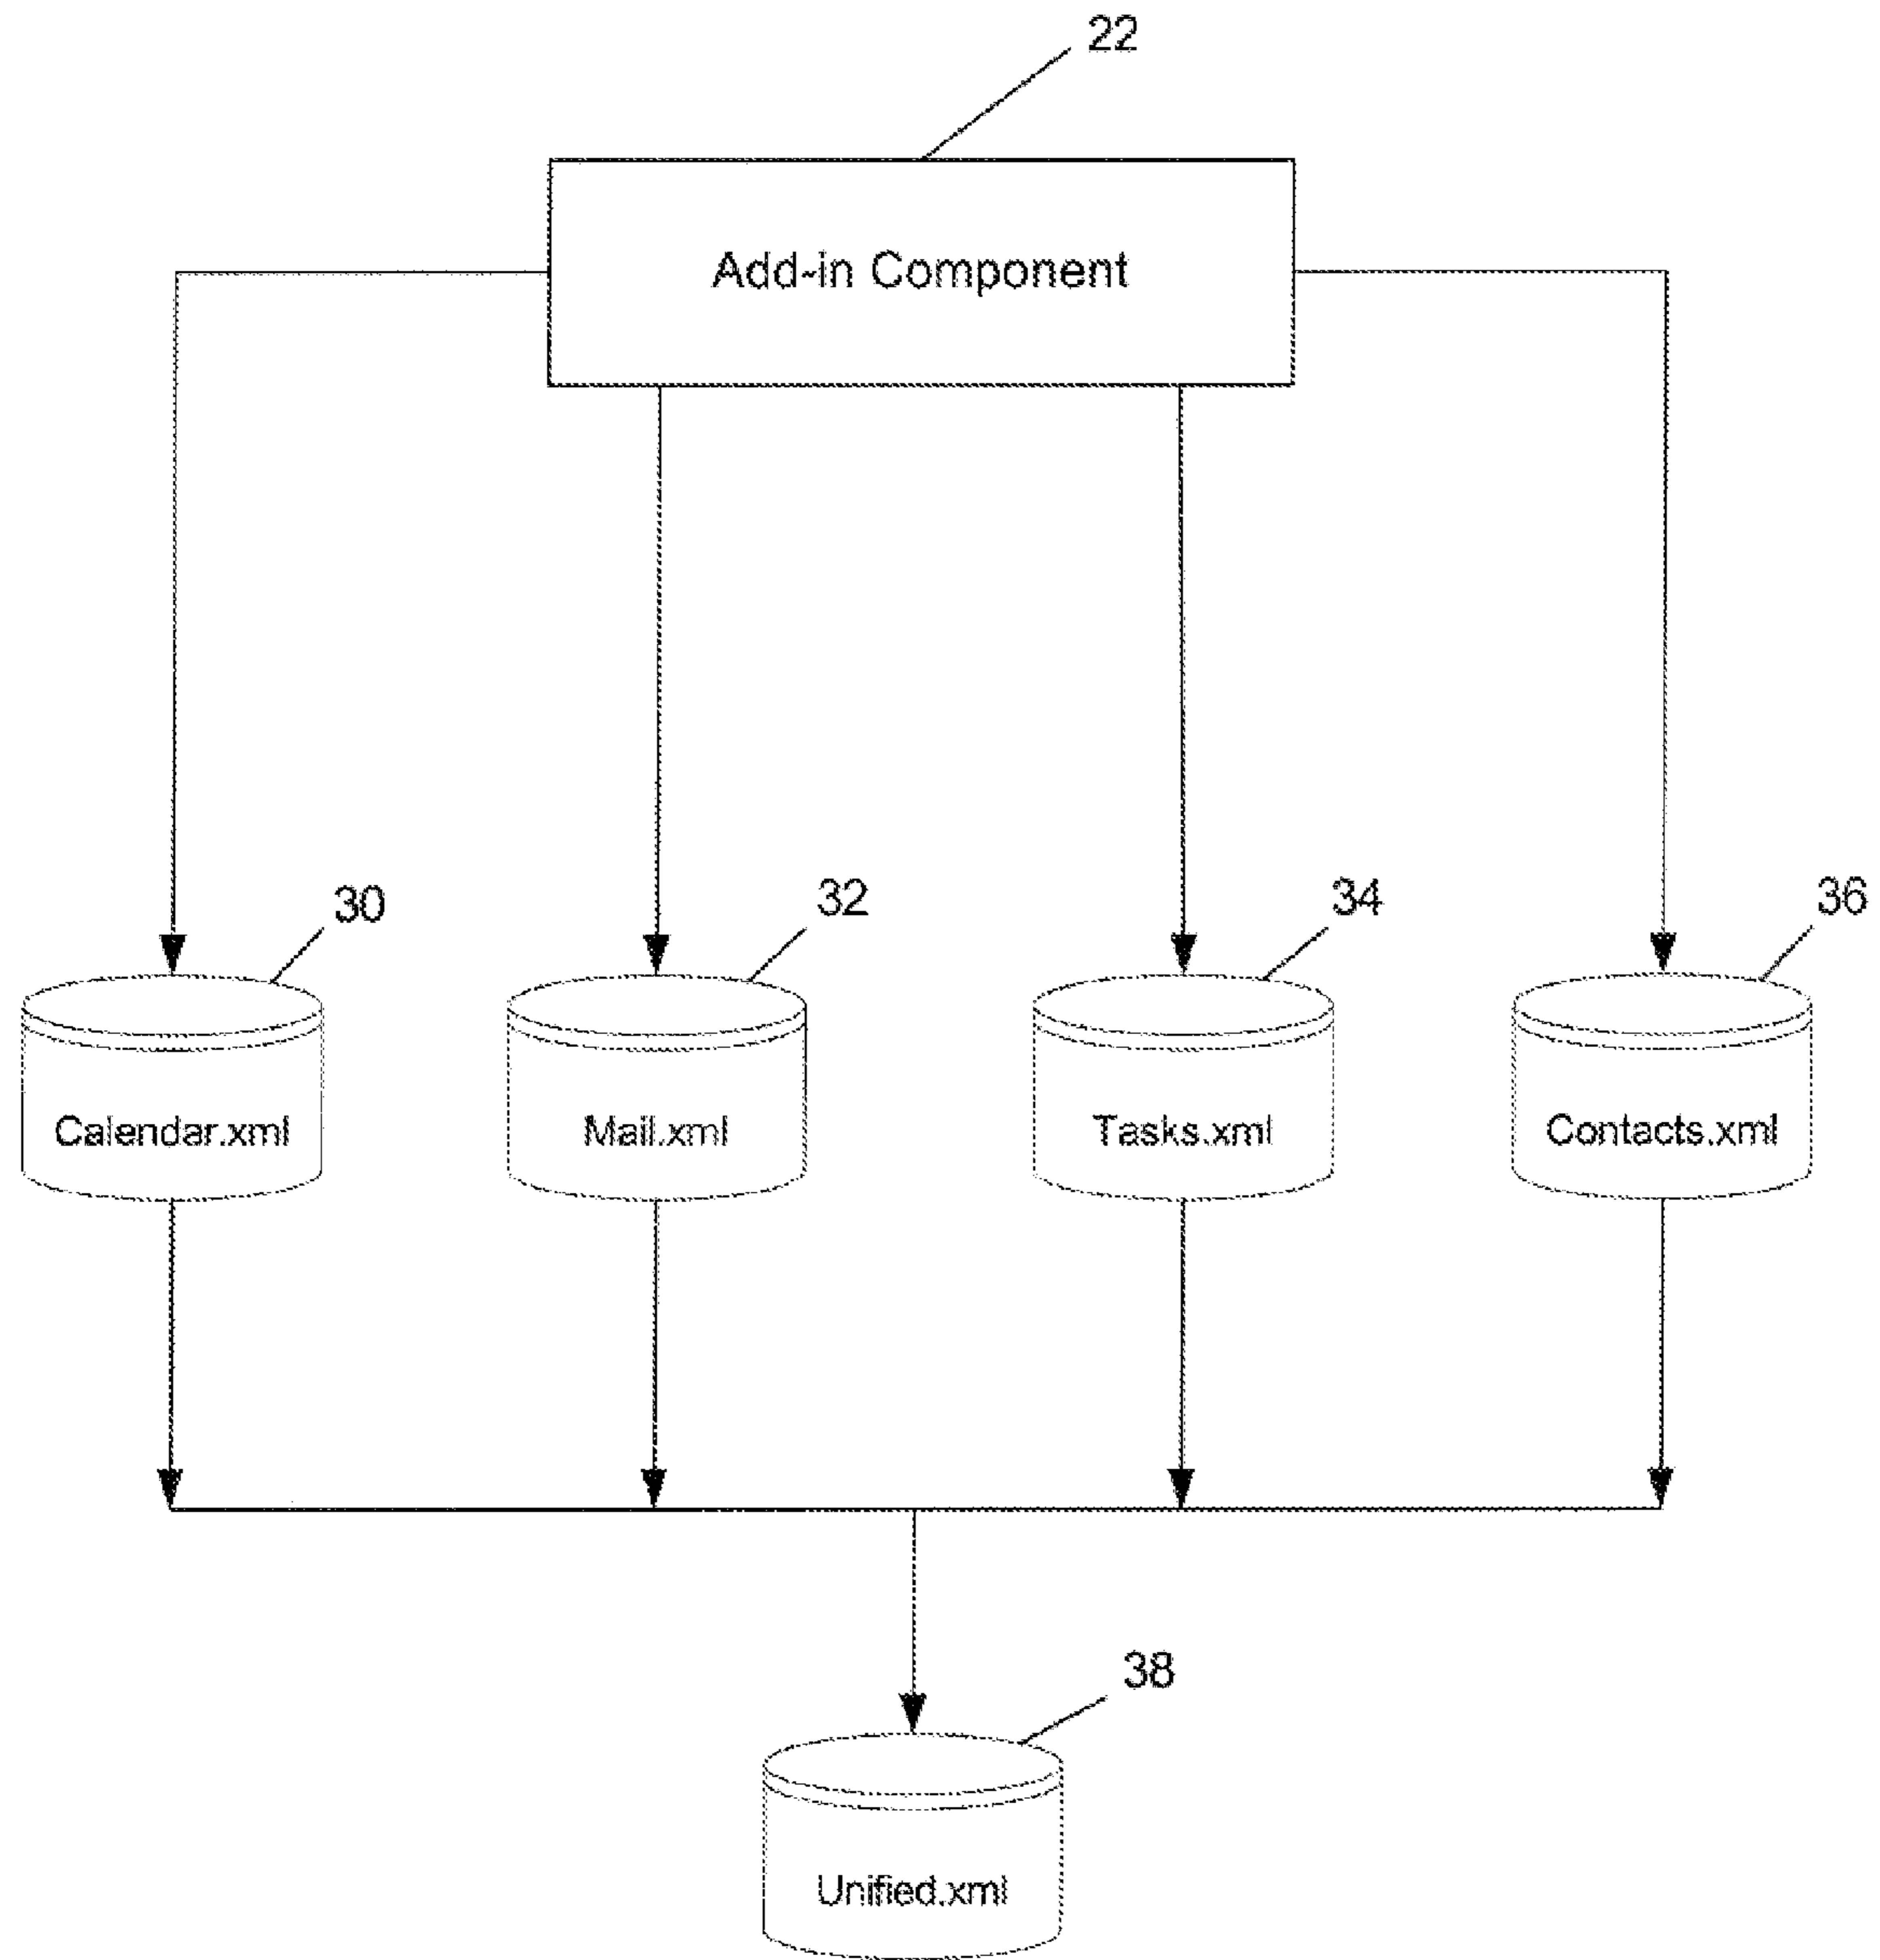 22
Add-in Component
30
32
34
36
Calendar.xml
Mail.xml
Tasks.xml
Contacts.xml
38
Unified.xml